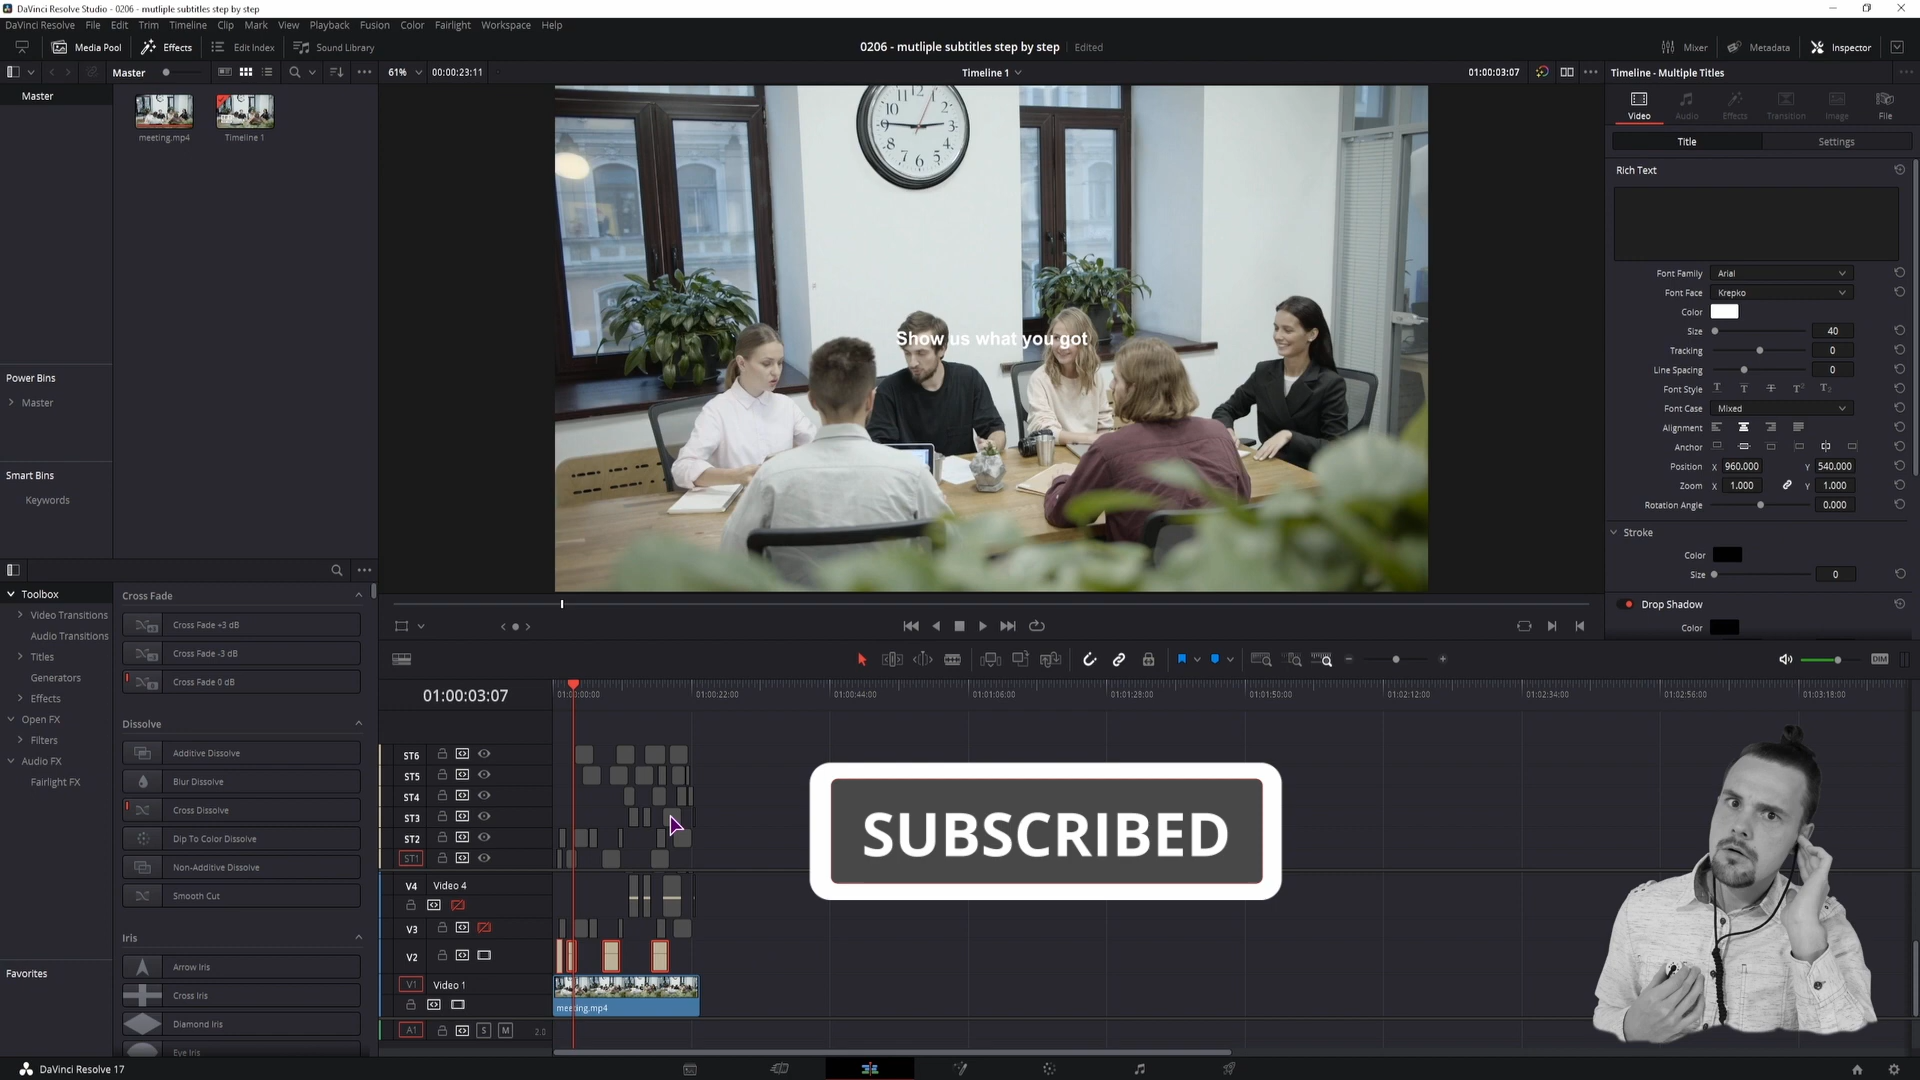 DaVinci Resolve Studio - 0206 - mutliple subtitles step by step
DaVinci Resolve File Edit Trim Timeline Clip Mark View Playback Fusion Color Fairlight Workspace Help
Media Pool Effects Edit Index Sound Library
0206 - mutliple subtitles step by step Edited
Mixer Metadata Inspector
Master
61% 00:00:23:11
Timeline 1
01:00:03:07
Timeline - Multiple Titles
Master
meeting.mp4
Timeline 1
Video Audio Effects Transition Image File
Title Settings
Rich Text
Font Family Arial
Font Face Krepko
Color
Size 40
Tracking 0
Line Spacing 0
Font Style
Font Case Mixed
Alignment
Anchor
Position X 960.000 Y 540.000
Zoom X 1.000 Y 1.000
Rotation Angle 0.000
Stroke
Color
Size 0
Drop Shadow
Color
Show us what you got
Power Bins
Master
Smart Bins
Keywords
Toolbox
Video Transitions
Audio Transitions
Titles
Generators
Effects
Open FX
Filters
Audio FX
Fairlight FX
Favorites
Cross Fade
Cross Fade +3 dB
Cross Fade -3 dB
Cross Fade 0 dB
Dissolve
Additive Dissolve
Blur Dissolve
Cross Dissolve
Dip To Color Dissolve
Non-Additive Dissolve
Smooth Cut
Iris
Arrow Iris
Cross Iris
Diamond Iris
Eye Iris
DIM
01:00:03:07
01:00:00:00 01:00:22:00 01:00:44:00 01:01:06:00 01:01:28:00 01:01:50:00 01:02:12:00 01:02:34:00 01:02:56:00 01:03:18:00
ST6
ST5
ST4
ST3
ST2
ST1
V4 Video 4
V3
V2
V1 Video 1
meeting.mp4
A1 S M 2.0
SUBSCRIBED
DaVinci Resolve 17